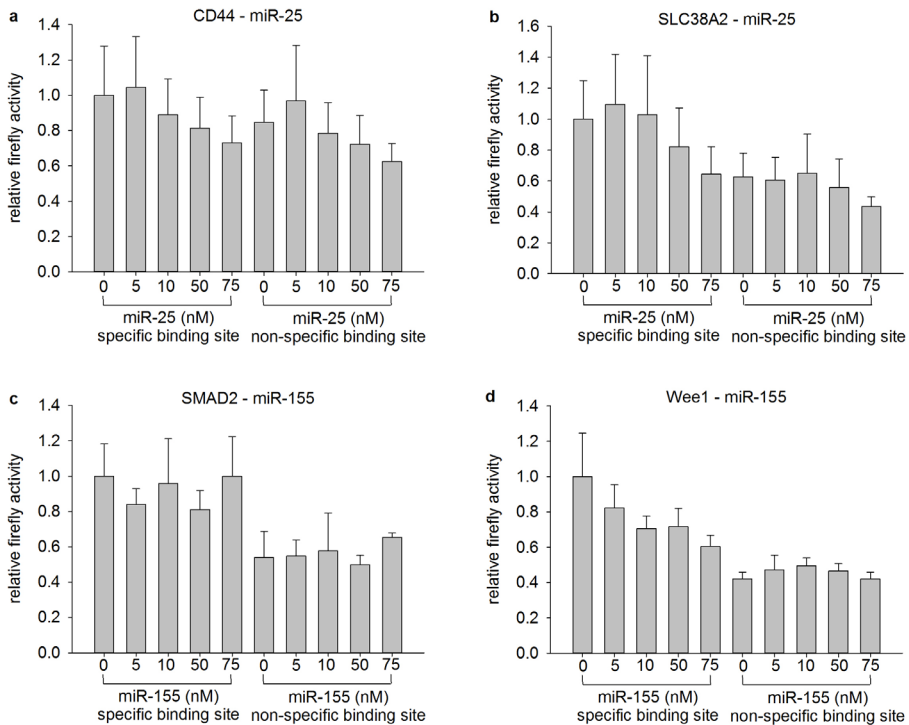 a
CD44 - miR-25
relative firefly activity
1.4
1.2
1.0
0.8
0.6
0.4
0.2
0.0
0 5 10 50 75 0 5 10 50 75
miR-25 (nM) miR-25 (nM)
specific binding site non-specific binding site
b
SLC38A2 - miR-25
relative firefly activity
1.6
1.4
1.2
1.0
0.8
0.6
0.4
0.2
0.0
0 5 10 50 75 0 5 10 50 75
miR-25 (nM) miR-25 (nM)
specific binding site non-specific binding site
c
SMAD2 - miR-155
relative firefly activity
1.4
1.2
1.0
0.8
0.6
0.4
0.2
0.0
0 5 10 50 75 0 5 10 50 75
miR-155 (nM) miR-155 (nM)
specific binding site non-specific binding site
d
Wee1 - miR-155
relative firefly activity
1.4
1.2
1.0
0.8
0.6
0.4
0.2
0.0
0 5 10 50 75 0 5 10 50 75
miR-155 (nM) miR-155 (nM)
specific binding site non-specific binding site